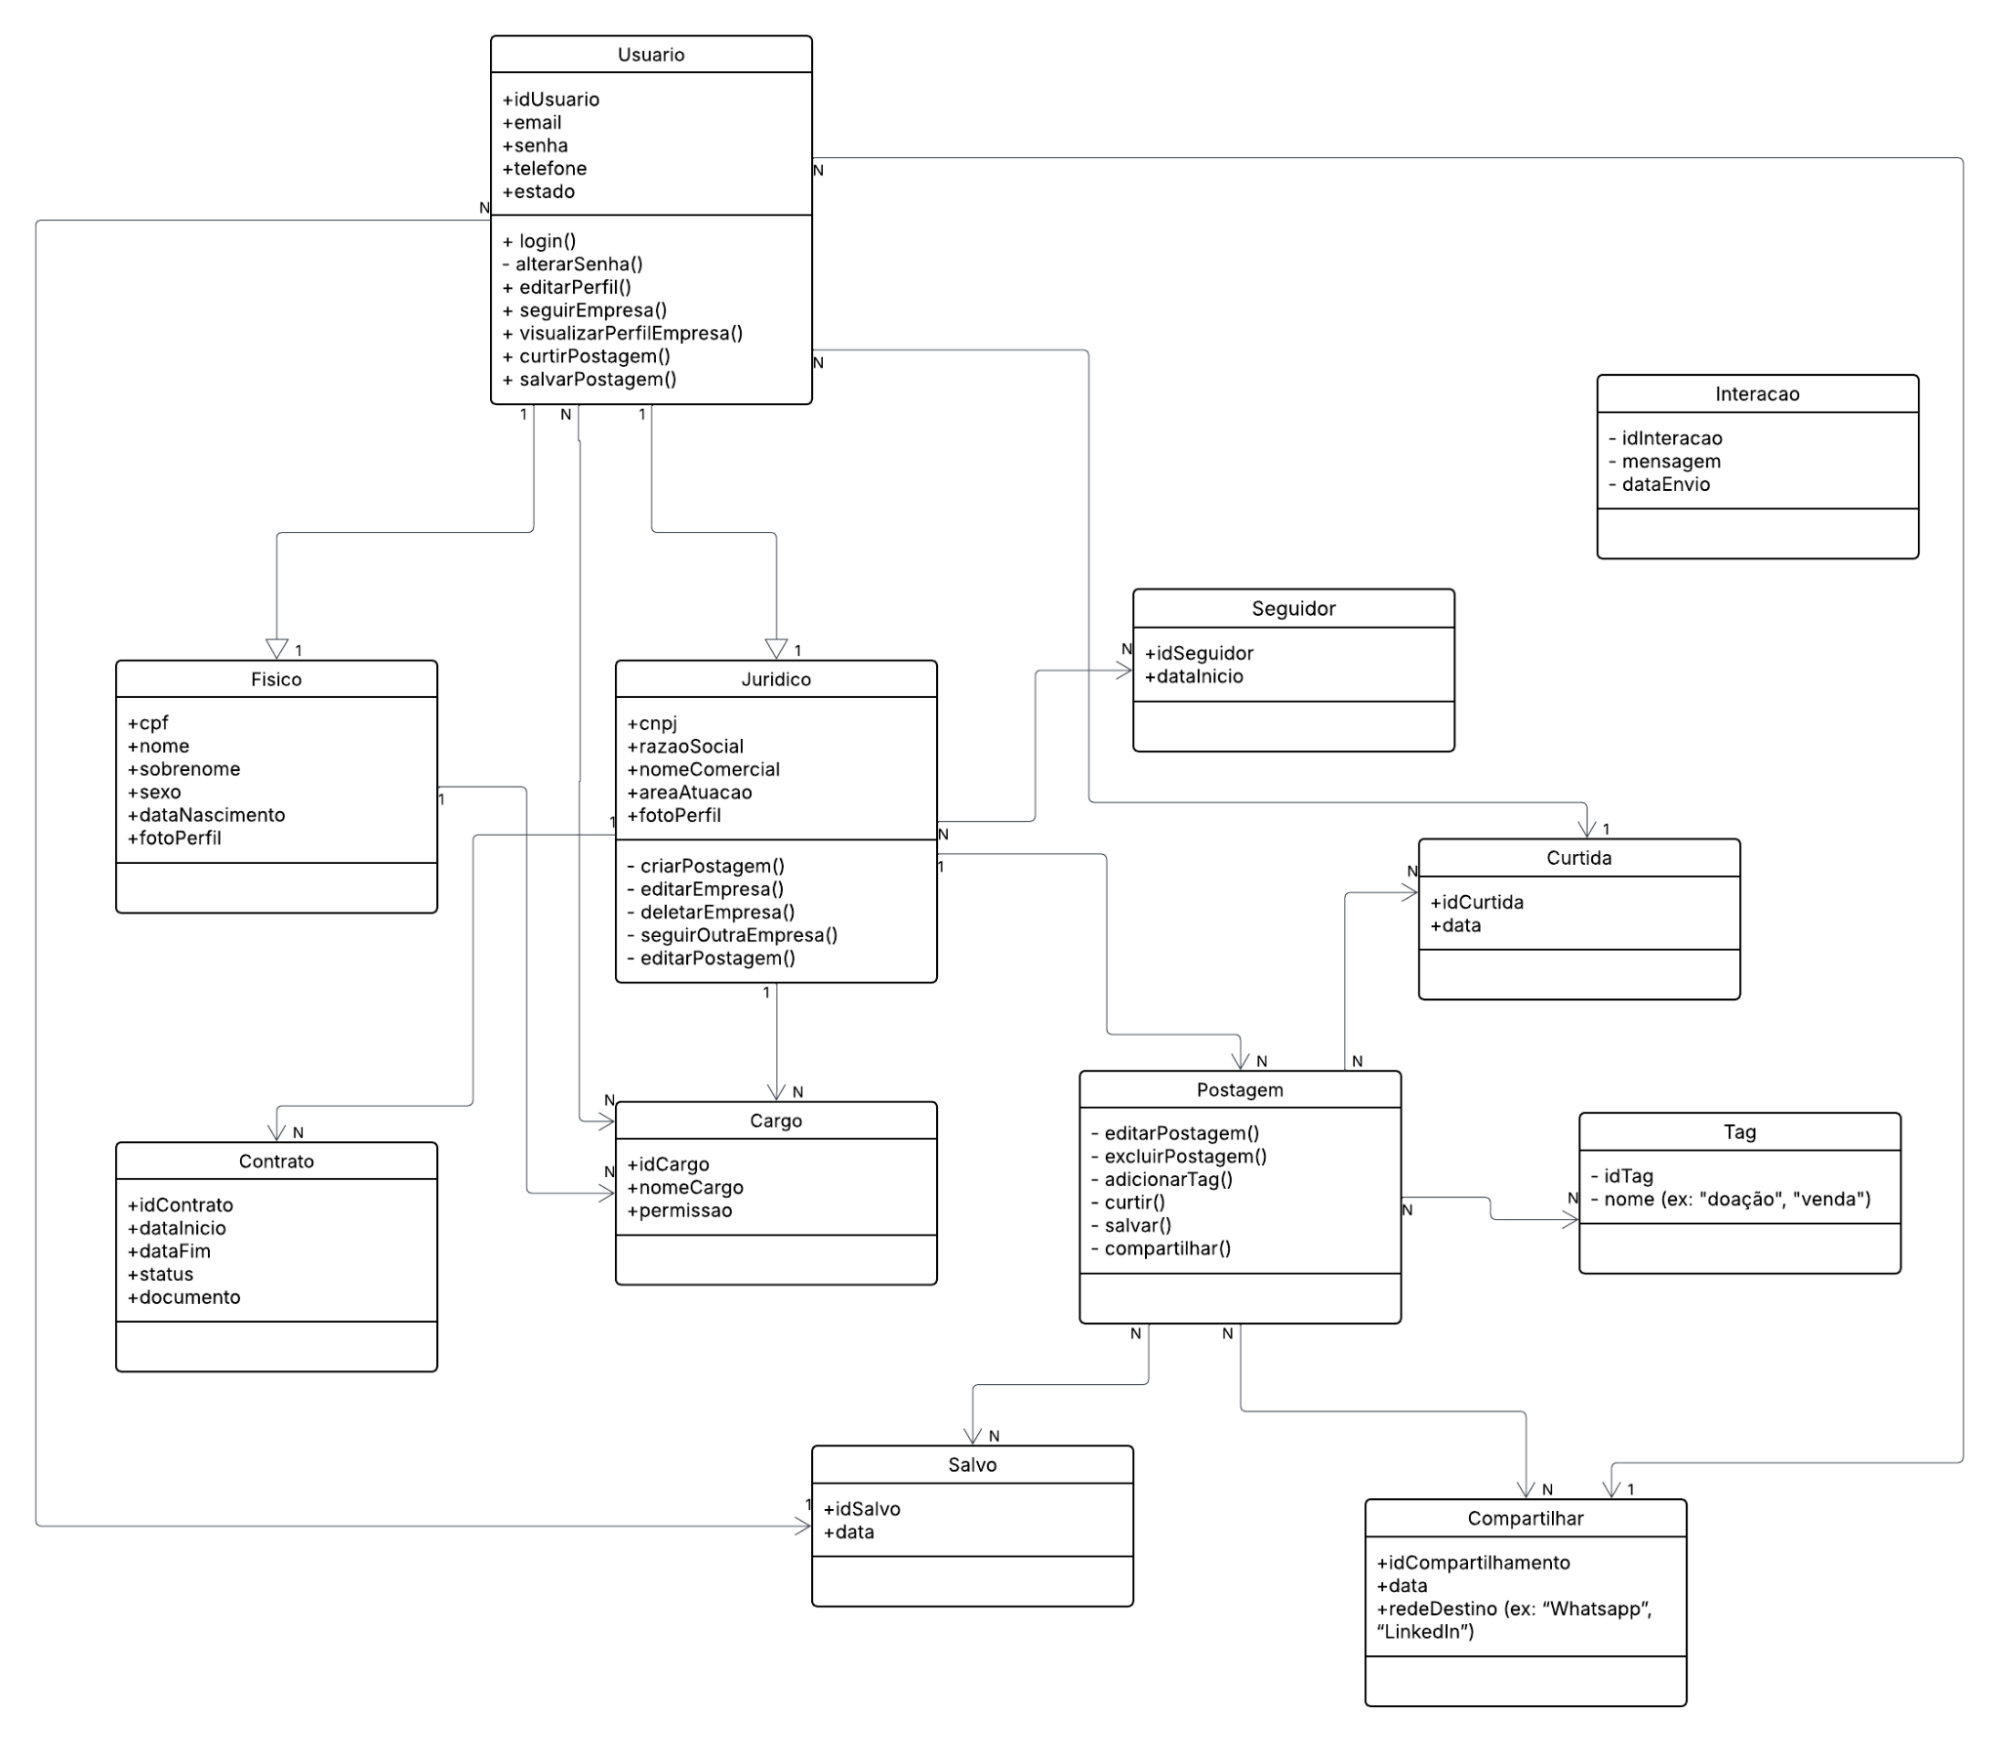 Usuario
+idUsuario
+email
+senha
+telefone
+estado
N
N
+ login()
- alterarSenha()
+ editarPerfil()
+ seguirEmpresa()
+ visualizarPerfilEmpresa()
+ curtirPostagem()
+ salvarPostagem()
N
1
N
1
Interacao
- idInteracao
- mensagem
- dataEnvio
Seguidor
+idSeguidor
+dataInicio
N
1
1
Fisico
+cpf
+nome
+sobrenome
+sexo
+dataNascimento
+fotoPerfil
1
Juridico
+cnpj
+razaoSocial
+nomeComercial
+areaAtuacao
+fotoPerfil
1
N
1
- criarPostagem()
- editarEmpresa()
- deletarEmpresa()
- seguirOutraEmpresa()
- editarPostagem()
1
1
Curtida
+idCurtida
+data
N
N
N
Postagem
- editarPostagem()
- excluirPostagem()
- adicionarTag()
- curtir()
- salvar()
- compartilhar()
N
N
N
Tag
- idTag
- nome (ex: "doação", "venda")
N
N
N
N
Cargo
+idCargo
+nomeCargo
+permissao
N
Contrato
+idContrato
+dataInicio
+dataFim
+status
+documento
N
Salvo
+idSalvo
+data
1
N
1
Compartilhar
+idCompartilhamento
+data
+redeDestino (ex: “Whatsapp”,
“LinkedIn”)